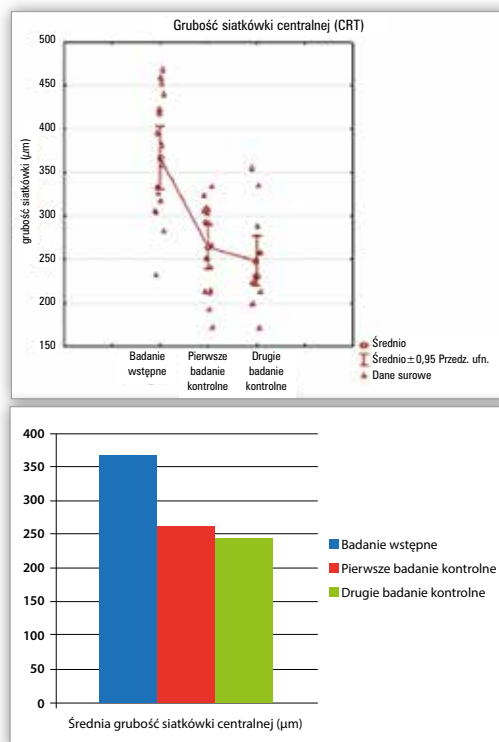 Grubość siatkówki centralnej (CRT)
500
450
400
350
300
250
200
150
grubość siatkówki (µm)
Badanie
wstępne
Pierwsze
badanie
kontrolne
Drugie
badanie
kontrolne
Średnio
Średnio±0,95 Przedz. ufn.
Dane surowe
400
350
300
250
200
150
100
50
0
Średnia grubość siatkówki centralnej (µm)
Badanie wstępne
Pierwsze badanie kontrolne
Drugie badanie kontrolne